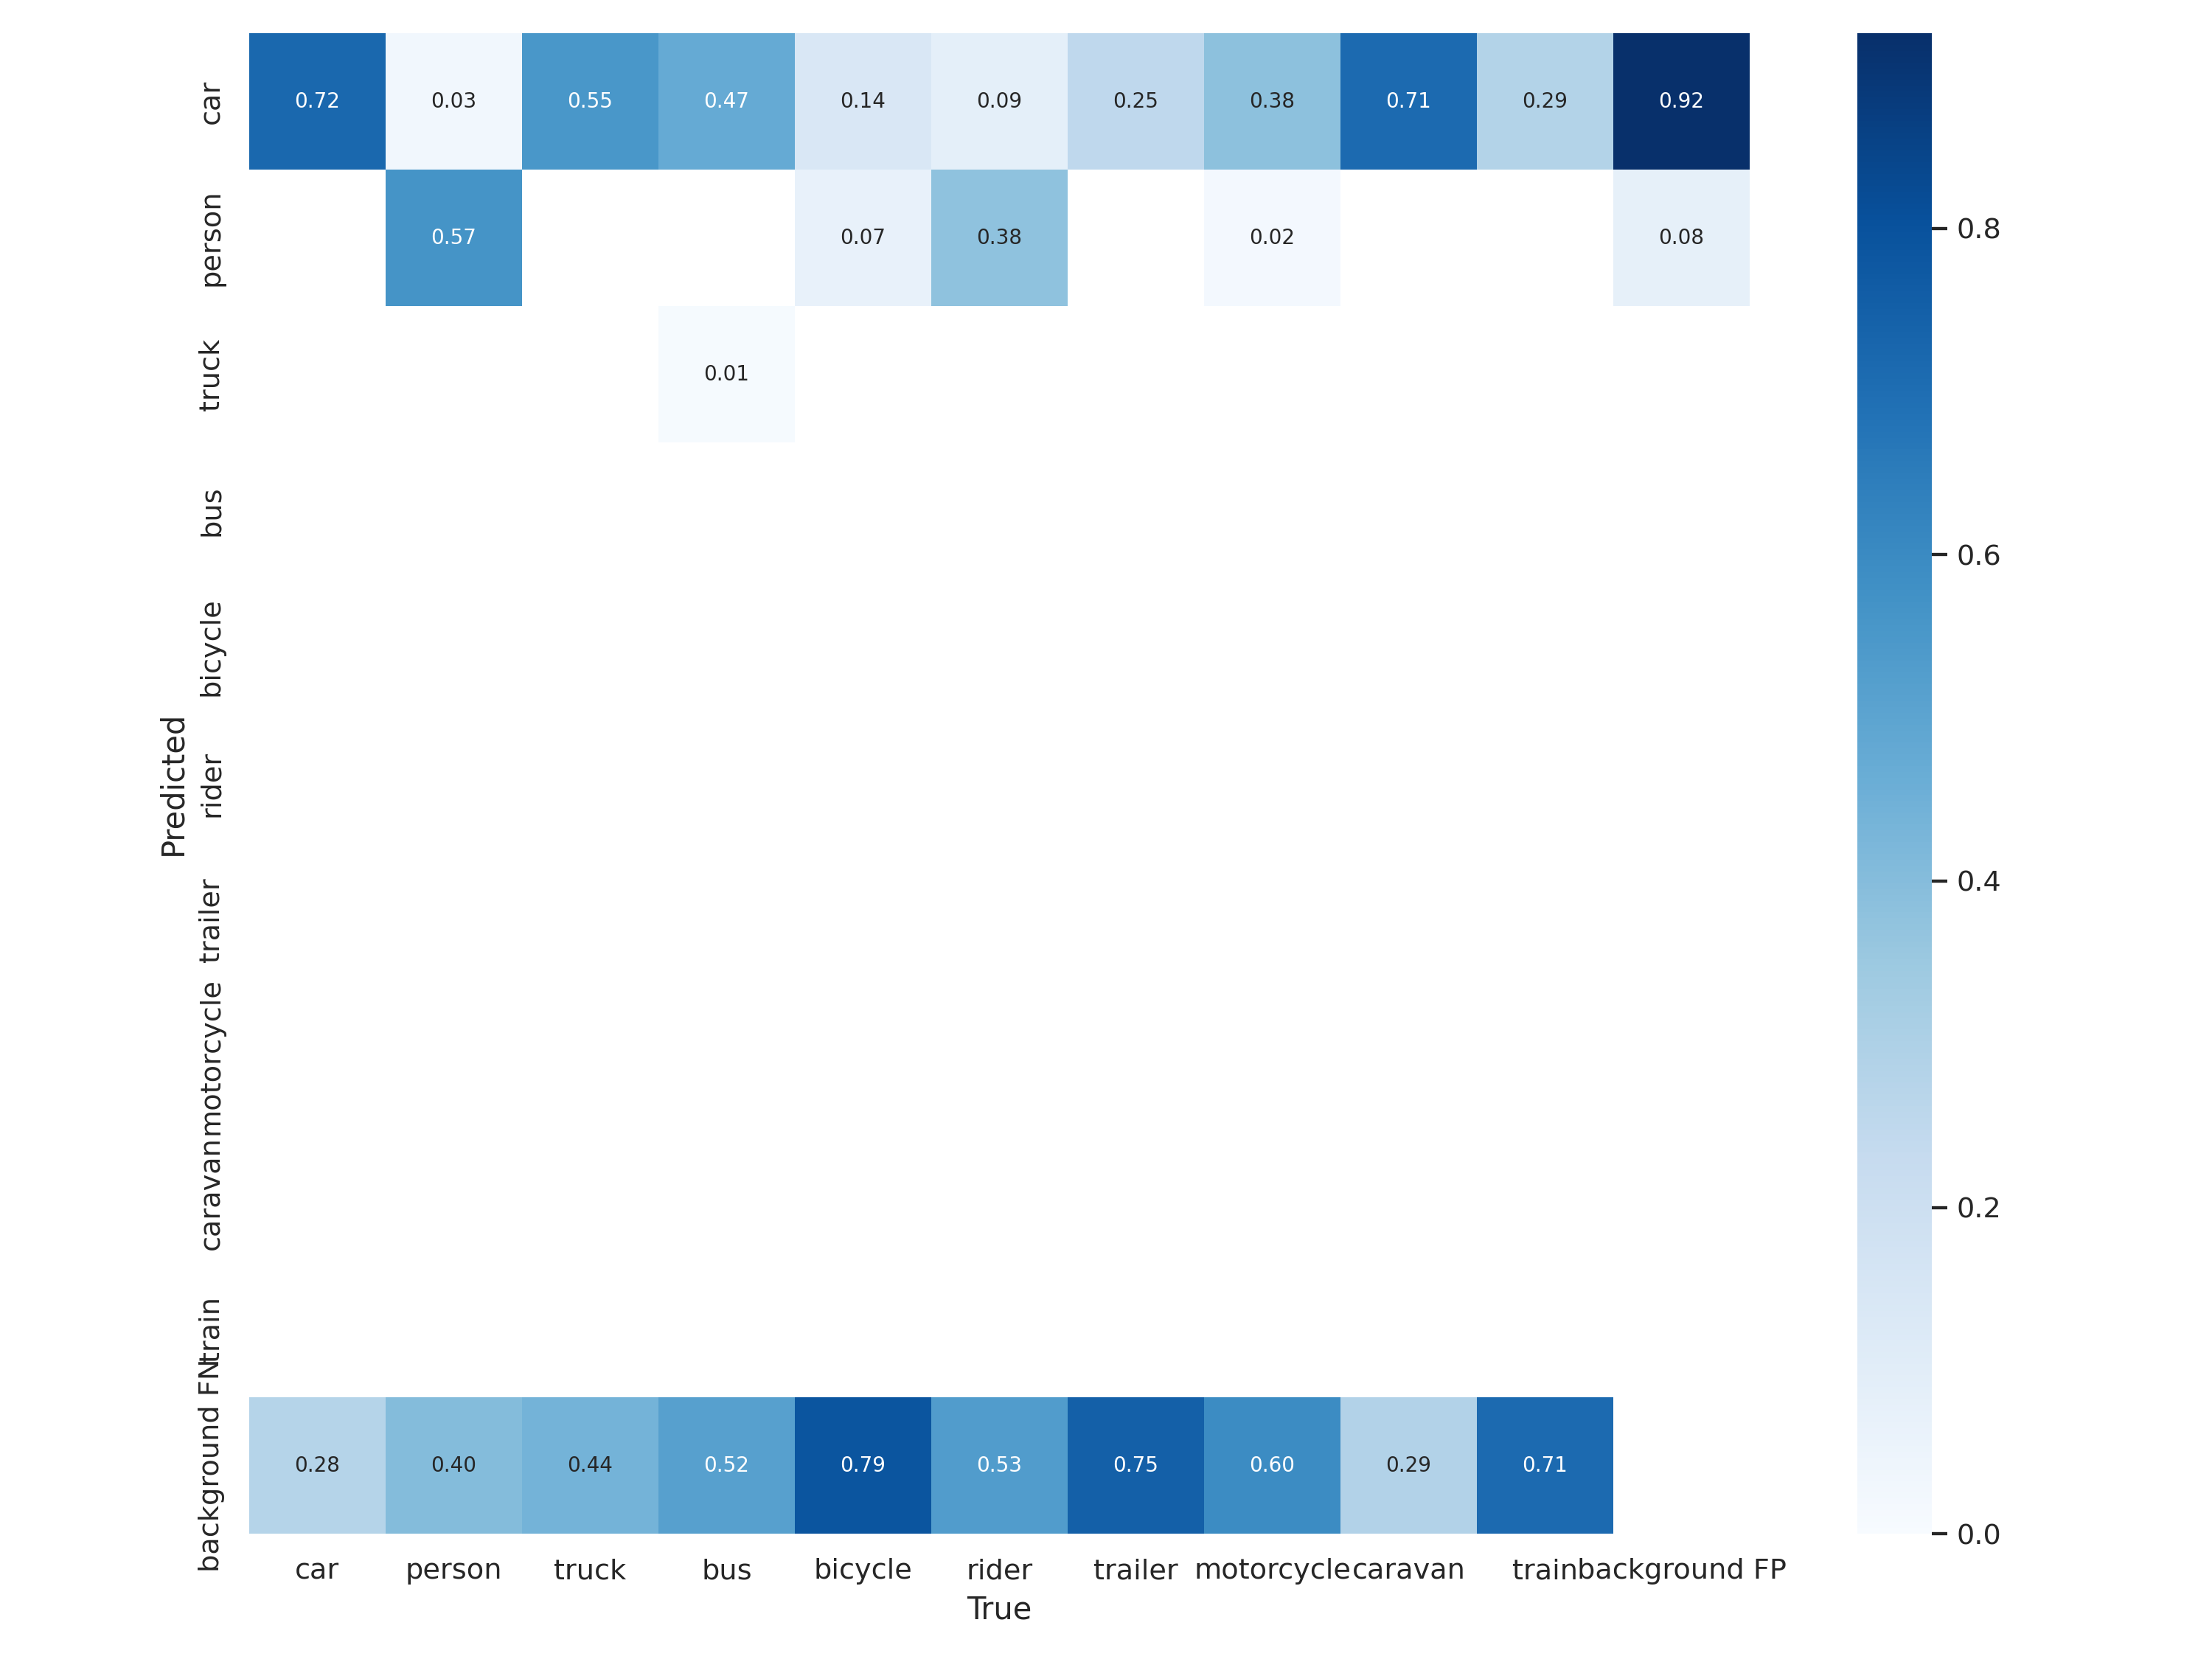 car 0.72 0.03 0.55 0.47 0.14 0.09 0.25 0.38 0.71 0.29 0.92
person 0.57 0.07 0.38 0.02 0.08
truck 0.01
bus
bicycle
rider
trailer
motorcycle
caravan
train
background FN 0.28 0.40 0.44 0.52 0.79 0.53 0.75 0.60 0.29 0.71
Predicted
car person truck bus bicycle rider trailer motorcycle caravan train background FP
True
0.8
0.6
0.4
0.2
0.0